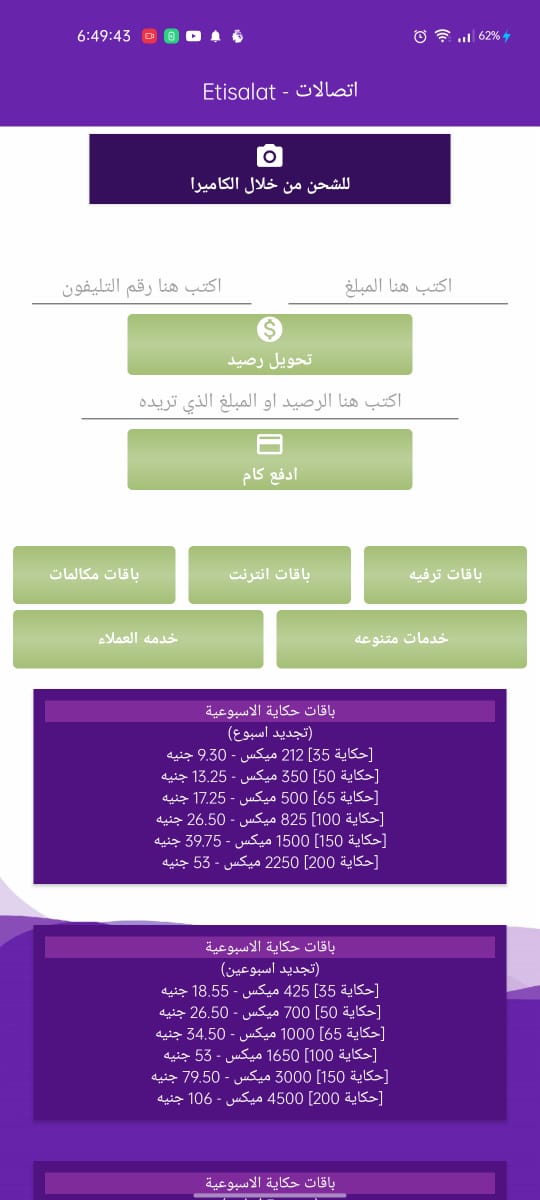 6:49:43
62%
Etisalat - اتصالات
للشحن من خلال الكاميرا
اكتب هنا المبلغ
اكتب هنا رقم التليفون
تحويل رصيد
اكتب هنا الرصيد او المبلغ الذي تريده
ادفع كام
باقات ترفيه
باقات انترنت
باقات مكالمات
خدمات متنوعه
خدمه العملاء
باقات حكاية الاسبوعية
(تجديد اسبوع)
[حكاية 35] 212 ميكس - 9.30 جنيه
[حكاية 50] 350 ميكس - 13.25 جنيه
[حكاية 65] 500 ميكس - 17.25 جنيه
[حكاية 100] 825 ميكس - 26.50 جنيه
[حكاية 150] 1500 ميكس - 39.75 جنيه
[حكاية 200] 2250 ميكس - 53 جنيه
باقات حكاية الاسبوعية
(تجديد اسبوعين)
[حكاية 35] 425 ميكس - 18.55 جنيه
[حكاية 50] 700 ميكس - 26.50 جنيه
[حكاية 65] 1000 ميكس - 34.50 جنيه
[حكاية 100] 1650 ميكس - 53 جنيه
[حكاية 150] 3000 ميكس - 79.50 جنيه
[حكاية 200] 4500 ميكس - 106 جنيه
باقات حكاية الاسبوعية